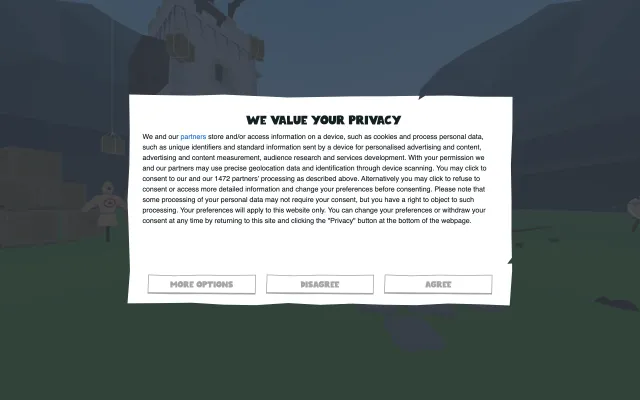 WE VALUE YOUR PRIVACY
We and our partners store and/or access information on a device, such as cookies and process personal data,
such as unique identifiers and standard information sent by a device for personalised advertising and content,
advertising and content measurement, audience research and services development. With your permission we
and our partners may use precise geolocation data and identification through device scanning. You may click to
consent to our and our 1472 partners' processing as described above. Alternatively you may click to refuse to
consent or access more detailed information and change your preferences before consenting. Please note that
some processing of your personal data may not require your consent, but you have a right to object to such
processing. Your preferences will apply to this website only. You can change your preferences or withdraw your
consent at any time by returning to this site and clicking the "Privacy" button at the bottom of the webpage.
MORE OPTIONS
DISAGREE
AGREE